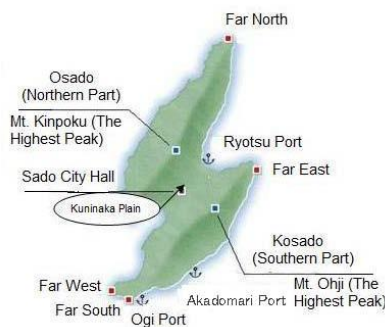 Far North
Osado
(Northern Part)
Mt. Kinpoku (The
Highest Peak)
Ryotsu Port
Far East
Sado City Hall
Kuninaka Plain
Kosado
(Southern Part)
Mt. Ohji (The
Highest Peak)
Far West
Far South
Akadomari Port
Ogi Port